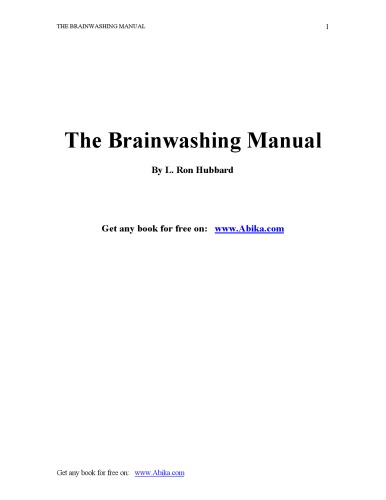 THE BRAINWASHING MANUAL 1
The Brainwashing Manual
By L. Ron Hubbard
Get any book for free on: www.Abika.com
Get any book for free on: www.Abika.com